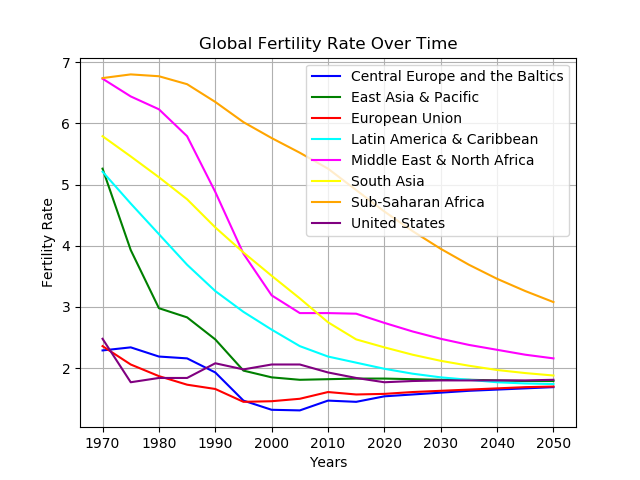 Global Fertility Rate Over Time
Fertility Rate
7
6
5
4
3
2
Central Europe and the Baltics
East Asia & Pacific
European Union
Latin America & Caribbean
Middle East & North Africa
South Asia
Sub-Saharan Africa
United States
1970 1980 1990 2000 2010 2020 2030 2040 2050
Years